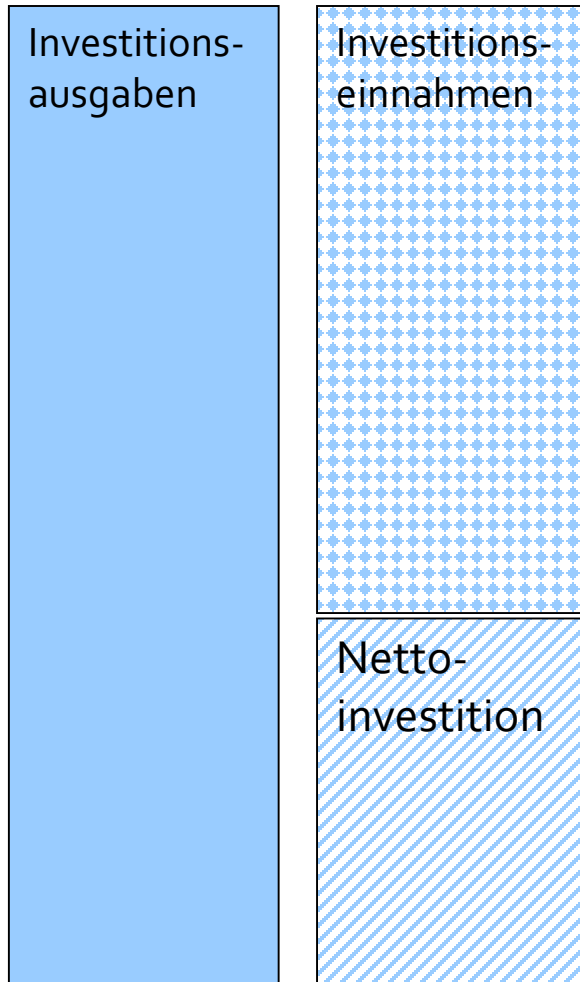 Investitions-
ausgaben
Investitions-
einnahmen
Netto-
investition